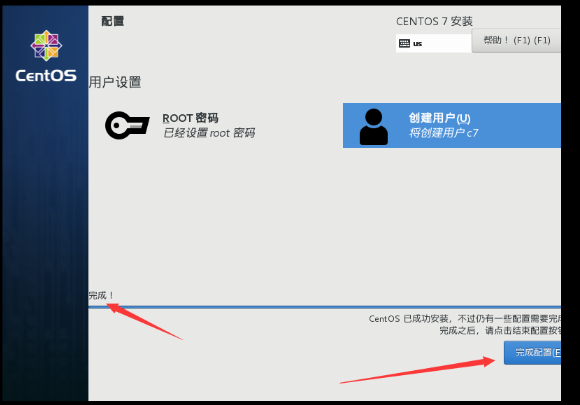 配置
CENTOS 7 安装
us
帮助！(F1) (F1)
CentOS
用户设置
ROOT 密码
已经设置 root 密码
创建用户(U)
将创建用户 c7
完成！
CentOS 已成功安装，不过仍有一些配置需要完
完成之后，请点击结束配置按
完成配置(F